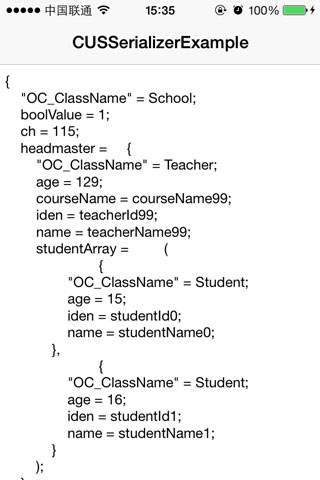 中国联通 15:35 100%
CUSSerializerExample
{
"OC_ClassName" = School;
boolValue = 1;
ch = 115;
headmaster = {
"OC_ClassName" = Teacher;
age = 129;
courseName = courseName99;
iden = teacherId99;
name = teacherName99;
studentArray = (
{
"OC_ClassName" = Student;
age = 15;
iden = studentId0;
name = studentName0;
},
{
"OC_ClassName" = Student;
age = 16;
iden = studentId1;
name = studentName1;
}
);